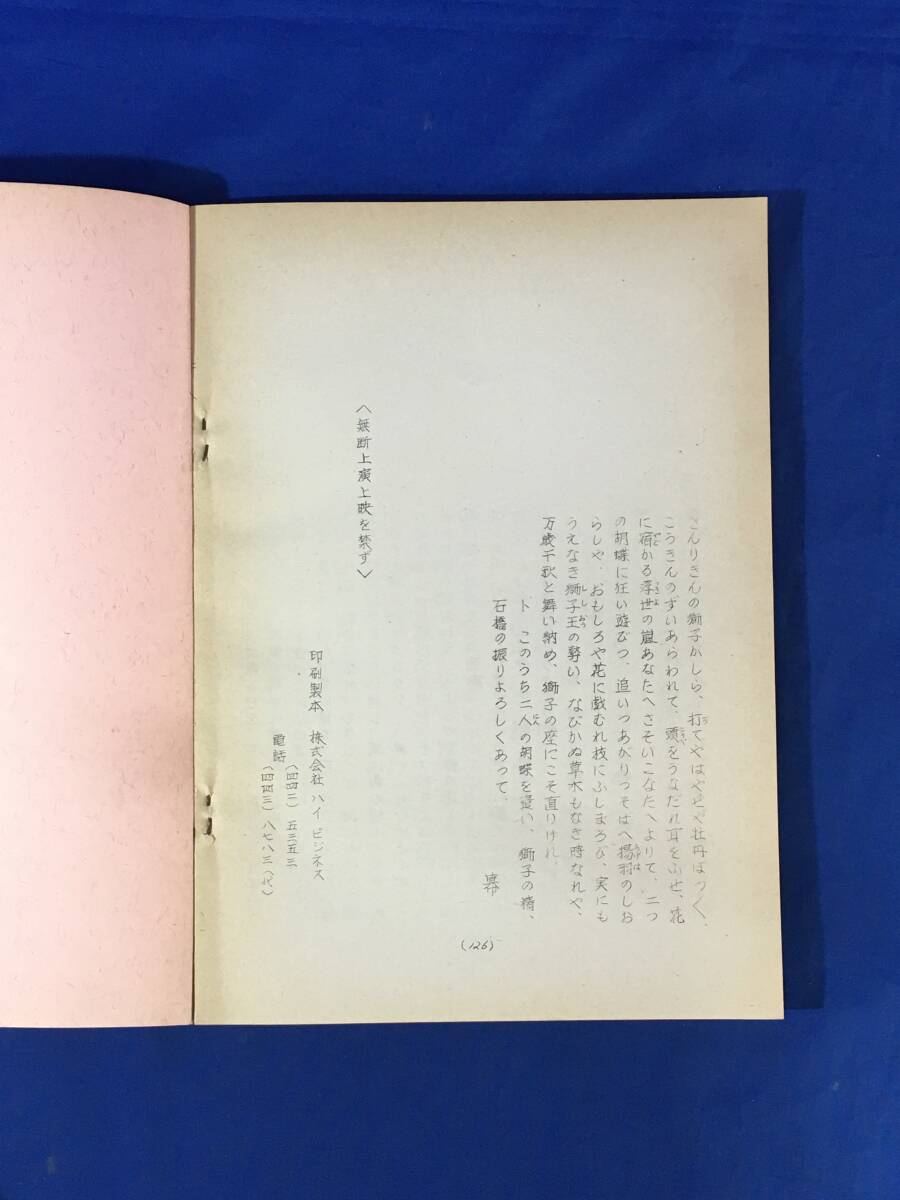 きんりきんの獅子かしら、打てやはやせや牡丹ばう〱、
こうきんのずいあらわれて、頭をうなだれ耳をふせ、花
に宿かる浮世の嵐あなたへさそいこなたへよりて、二つ
の胡蝶に狂い遊びつ、追いつあがりつそばへ揚羽のしお
らしや、おもしろや花に戯むれ枝にふしまろび、実にも
うえなき獅子王の勢い、なびかぬ草木もなき時なれや、
万歳千秋と舞い納め、獅子の座にこそ直りけれ、
ト このうち二人の胡蝶を追い、獅子の精、
石橋の振りよろしくあって、
幕
〈無断上演上映を禁ず〉
印刷製本 株式会社 ハイ ビジネス
電話 (四四二)五三五三
(四四三)八七八三(代)
(126)